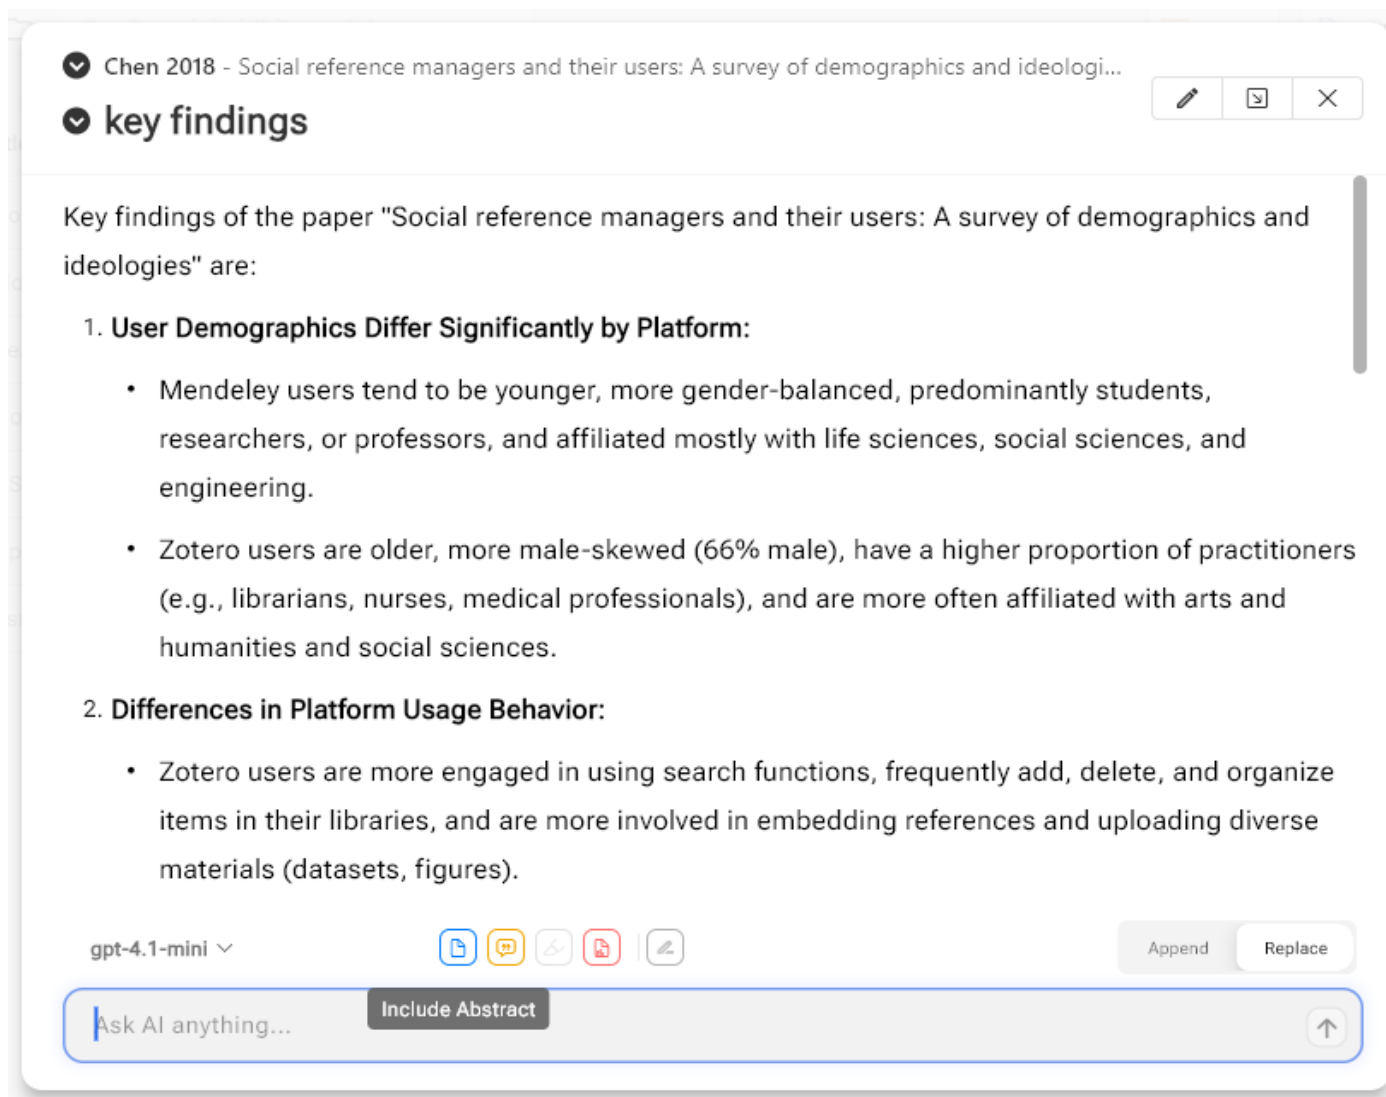 Chen 2018 - Social reference managers and their users: A survey of demographics and ideologi...
key findings
Key findings of the paper "Social reference managers and their users: A survey of demographics and
ideologies" are:
1. User Demographics Differ Significantly by Platform:
• Mendeley users tend to be younger, more gender-balanced, predominantly students,
researchers, or professors, and affiliated mostly with life sciences, social sciences, and
engineering.
• Zotero users are older, more male-skewed (66% male), have a higher proportion of practitioners
(e.g., librarians, nurses, medical professionals), and are more often affiliated with arts and
humanities and social sciences.
2. Differences in Platform Usage Behavior:
• Zotero users are more engaged in using search functions, frequently add, delete, and organize
items in their libraries, and are more involved in embedding references and uploading diverse
materials (datasets, figures).
gpt-4.1-mini
Append Replace
Include Abstract
Ask AI anything...